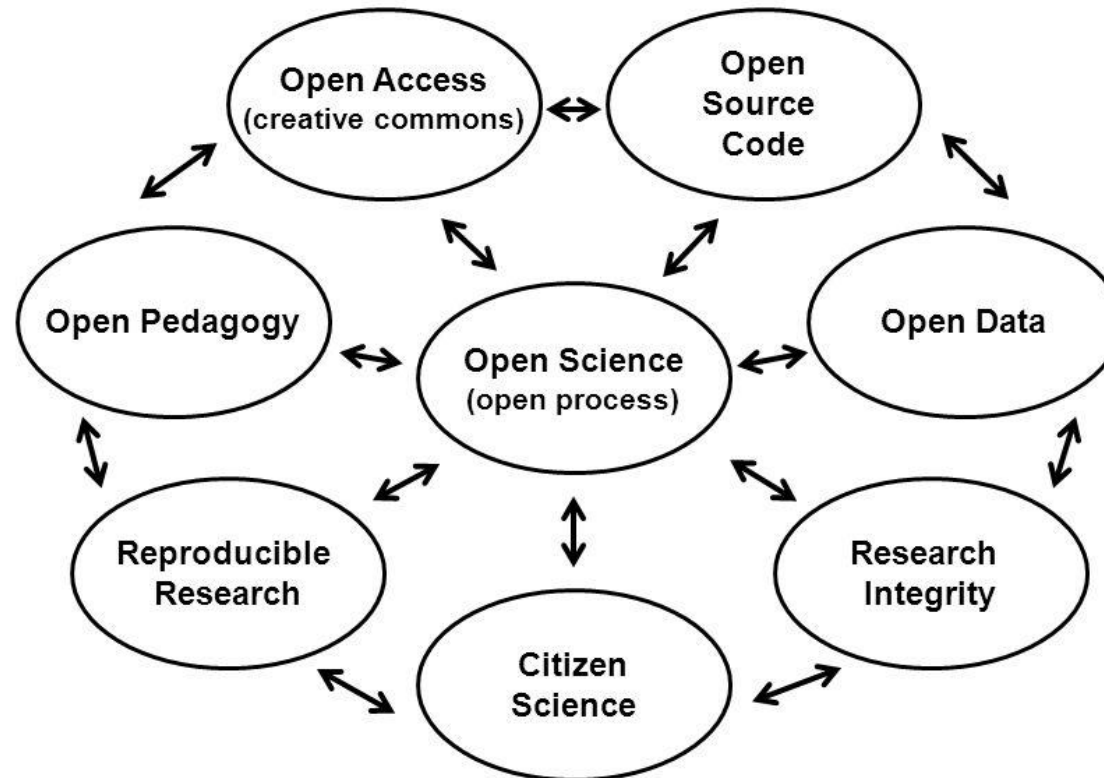 Open Access
(creative commons)
Open
Source
Code
Open Pedagogy
Open Science
(open process)
Open Data
Reproducible
Research
Citizen
Science
Research
Integrity